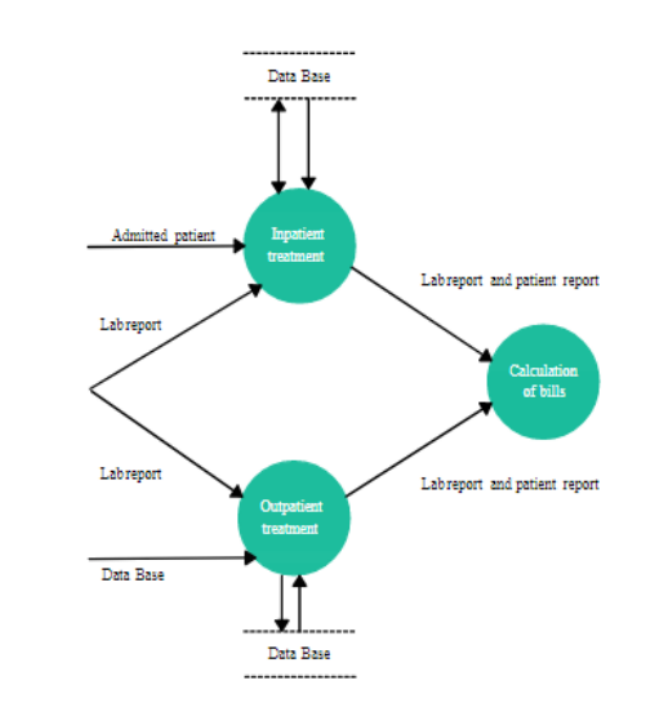 Data Base
Admitted patient
Inpatient
treatment
Lab report and patient report
Lab report
Calculation
of bills
Lab report
Lab report and patient report
Outpatient
treatment
Data Base
Data Base